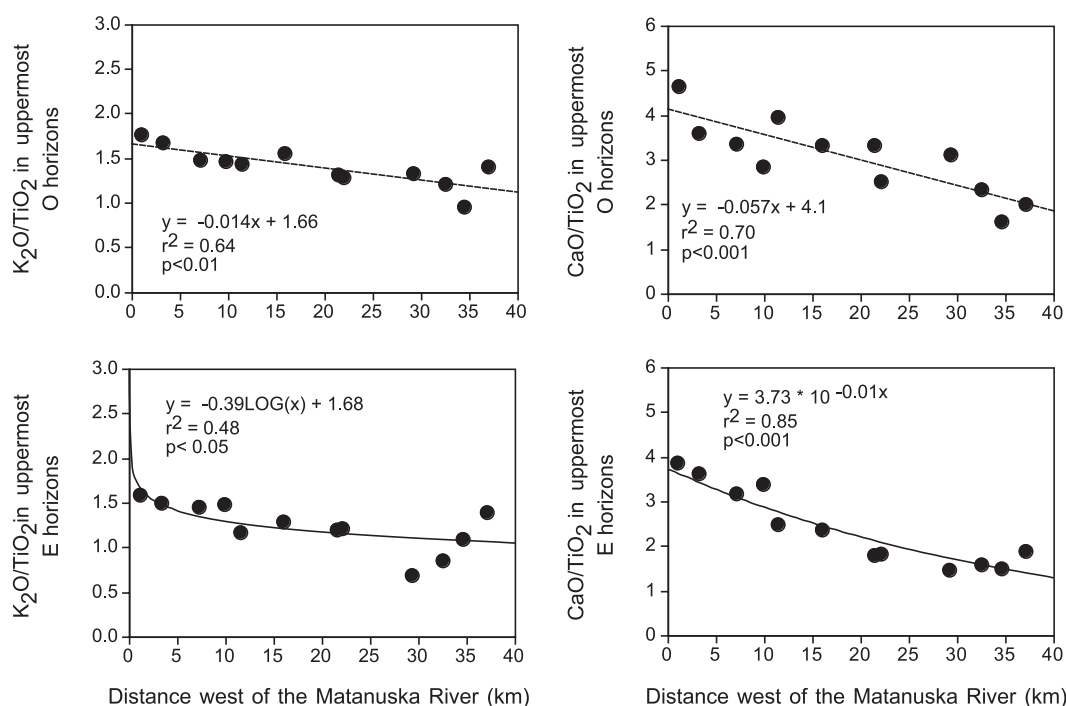 K2O/TiO2 in uppermost
O horizons
3.0
2.5
2.0
1.5
1.0
0.5
0.0
y = -0.014x + 1.66
r2 = 0.64
p<0.01
0 5 10 15 20 25 30 35 40
CaO/TiO2 in uppermost
O horizons
6
5
4
3
2
1
0
y = -0.057x + 4.1
r2 = 0.70
p<0.001
0 5 10 15 20 25 30 35 40
K2O/TiO2in uppermost
E horizons
3.0
2.5
2.0
1.5
1.0
0.5
0.0
y = -0.39LOG(x) + 1.68
r2 = 0.48
p< 0.05
0 5 10 15 20 25 30 35 40
Distance west of the Matanuska River (km)
CaO/TiO2 in uppermost
E horizons
6
5
4
3
2
1
0
y = 3.73 * 10 -0.01x
r2 = 0.85
p<0.001
0 5 10 15 20 25 30 35 40
Distance west of the Matanuska River (km)